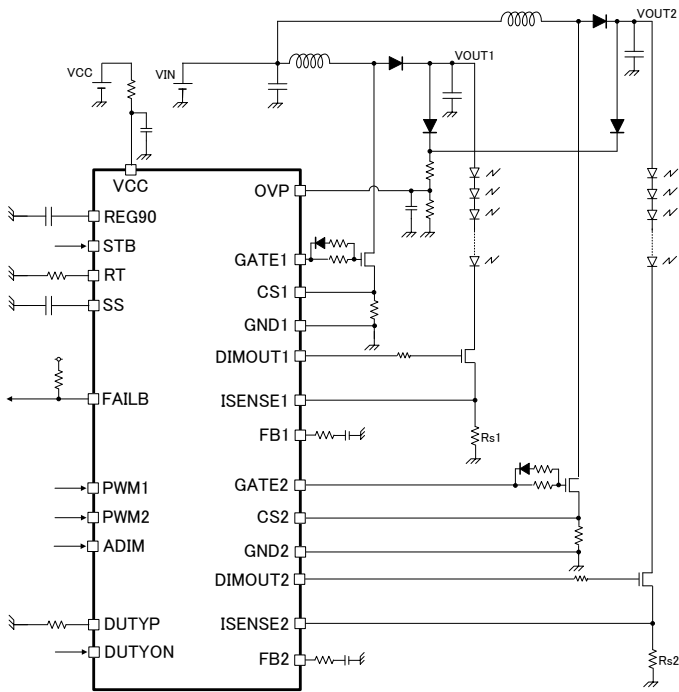 VOUT2
VOUT1
VCC
VIN
VCC
OVP
REG90
STB
GATE1
RT
CS1
SS
GND1
DIMOUT1
FAILB
ISENSE1
FB1
Rs1
PWM1
GATE2
PWM2
CS2
ADIM
GND2
DIMOUT2
DUTYP
ISENSE2
DUTYON
FB2
Rs2